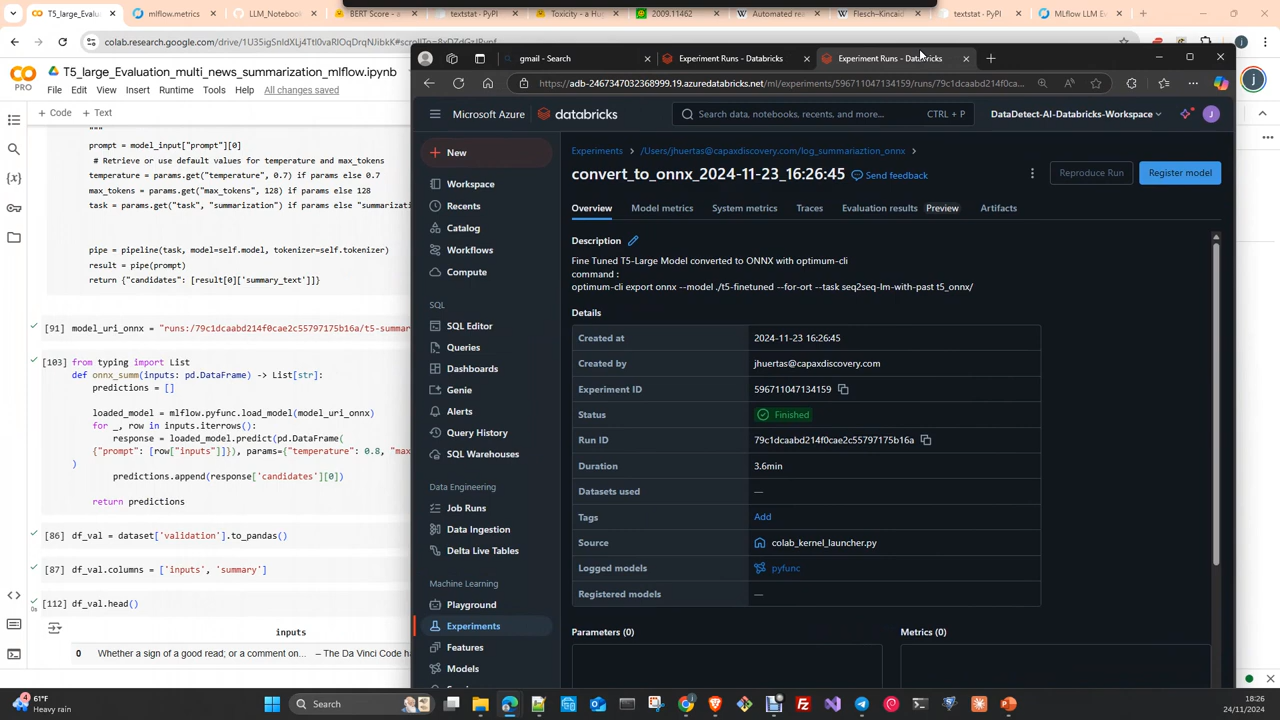 T5_large_Evaluatio
mlflow.metrics
LLM_Notebook
BERT Score - a
textstat - PyPI
Toxicity - a Hug
2009.11462
Automated rea
Flesch–Kincaid
textstat - PyPI
MLflow LLM E
colab.research.google.com/drive/
CO
PRO
T5_large_Evaluation_multi_news_summarization_mlflow.ipynb
File Edit View Insert Runtime Tools Help All changes saved
+ Code + Text
"""
prompt = model_input["prompt"][0]
# Retrieve or use default values for temperature and max_tokens
temperature = params.get("temperature", 0.7) if params else 0.7
max_tokens = params.get("max_tokens", 128) if params else 128
task = params.get("task", "summarization") if params else "summarizat
pipe = pipeline(task, model=self.model, tokenizer=self.tokenizer)
result = pipe(prompt)
return {"candidates": [result[0]['summary_text']]}
[91] model_uri_onnx = "runs:/79c1dcaabd214f0cae2c55797175b16a/t5-summar
[103] from typing import List
def onnx_summ(inputs: pd.DataFrame) -> List[str]:
predictions = []
loaded_model = mlflow.pyfunc.load_model(model_uri_onnx)
for _, row in inputs.iterrows():
response = loaded_model.predict(pd.DataFrame(
{"prompt": [row["inputs"]]}), params={"temperature": 0.8, "max
)
predictions.append(response['candidates'][0])
return predictions
[86] df_val = dataset['validation'].to_pandas()
[87] df_val.columns = ['inputs', 'summary']
[112] df_val.head()
0s
inputs
0 Whether a sign of a good read; or a comment on... – The Da Vinci Code ha
gmail - Search
Experiment Runs - Databricks
Experiment Runs - Databricks
https://adb-2467347032368999.19.azuredatabricks.net/ml/experiments/596711047134159/runs/79c1dcaabd214f0ca...
Microsoft Azure databricks
Search data, notebooks, recents, and more... CTRL + P
DataDetect-AI-Databricks-Workspace
J
New
Workspace
Recents
Catalog
Workflows
Compute
SQL
SQL Editor
Queries
Dashboards
Genie
Alerts
Query History
SQL Warehouses
Data Engineering
Job Runs
Data Ingestion
Delta Live Tables
Machine Learning
Playground
Experiments
Features
Models
Experiments > /Users/jhuertas@capaxdiscovery.com/log_summariaztion_onnx >
convert_to_onnx_2024-11-23_16:26:45 Send feedback
Reproduce Run
Register model
Overview Model metrics System metrics Traces Evaluation results Preview Artifacts
Description
Fine Tuned T5-Large Model converted to ONNX with optimum-cli
command :
optimum-cli export onnx --model ./t5-finetuned --for-ort --task seq2seq-lm-with-past t5_onnx/
Details
Created at 2024-11-23 16:26:45
Created by jhuertas@capaxdiscovery.com
Experiment ID 596711047134159
Status Finished
Run ID 79c1dcaabd214f0cae2c55797175b16a
Duration 3.6min
Datasets used —
Tags Add
Source colab_kernel_launcher.py
Logged models pyfunc
Registered models —
Parameters (0) Metrics (0)
61°F
Heavy rain
Search
18:26
24/11/2024